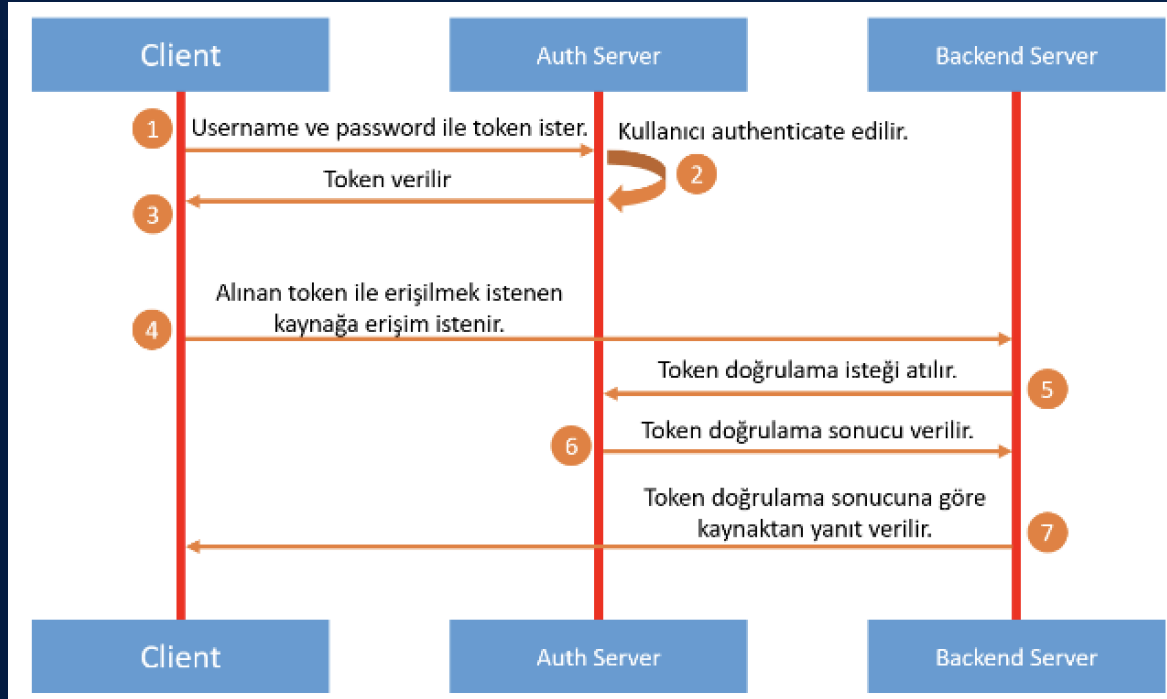 Client
Auth Server
Backend Server
1
Username ve password ile token ister.
Kullanıcı authenticate edilir.
2
Token verilir
3
Alınan token ile erişilmek istenen
kaynağa erişim istenir.
4
Token doğrulama isteği atılır.
5
Token doğrulama sonucu verilir.
6
Token doğrulama sonucuna göre
kaynaktan yanıt verilir.
7
Client
Auth Server
Backend Server